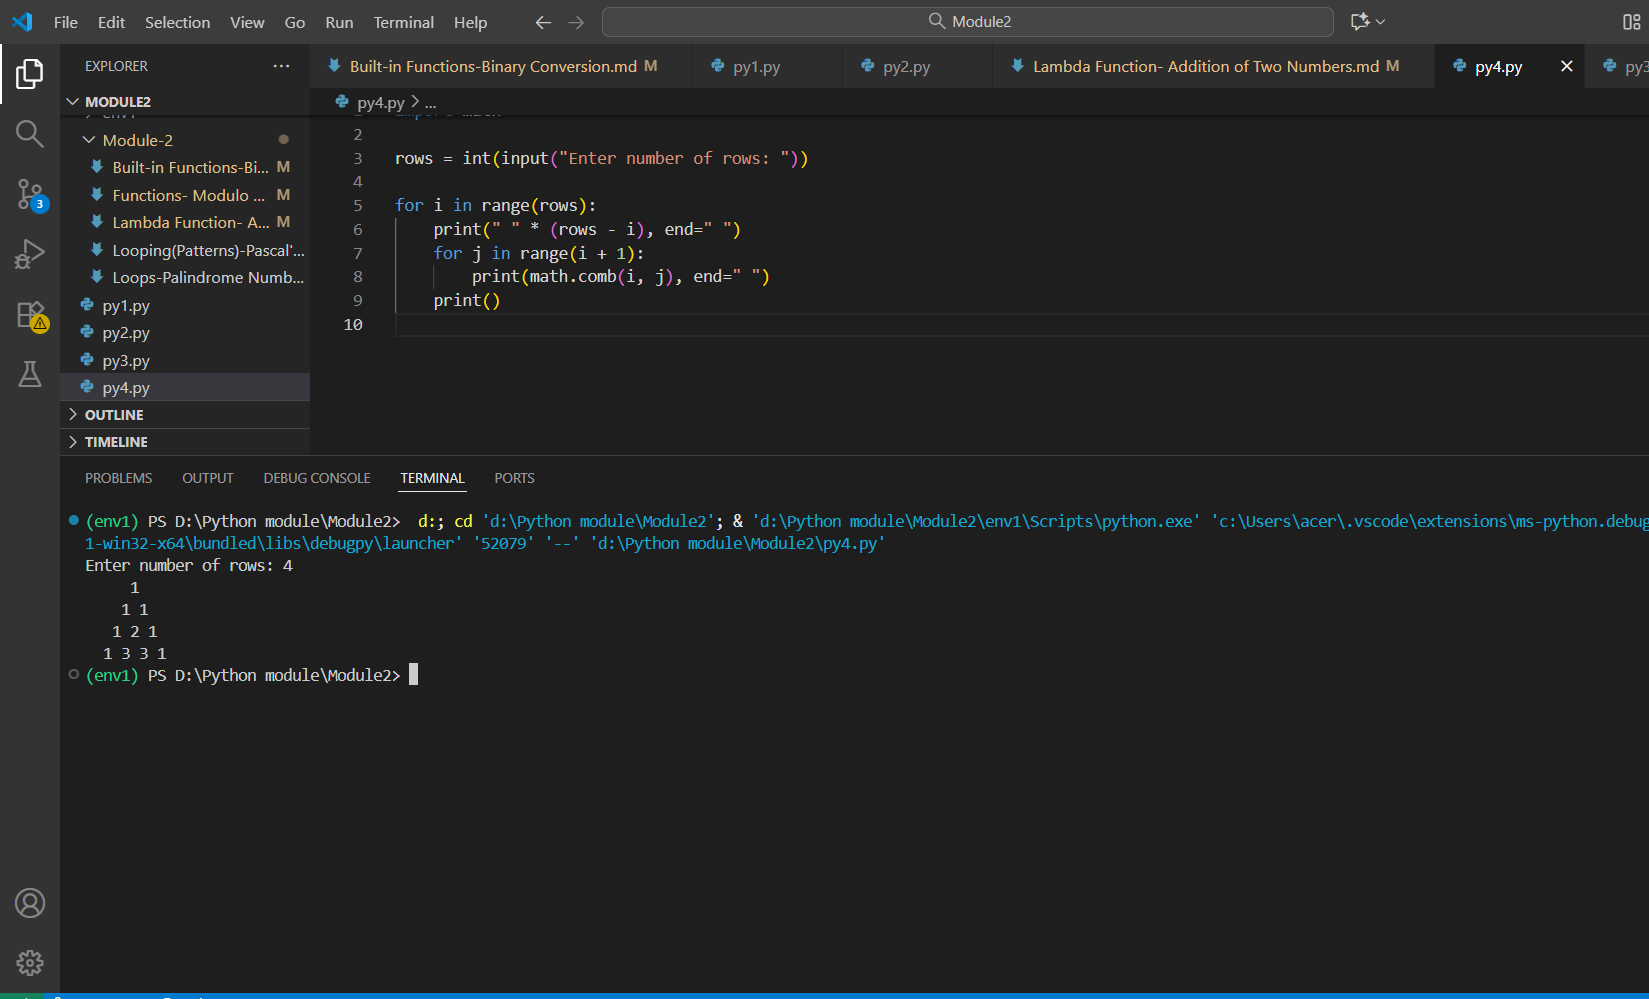 File Edit Selection View Go Run Terminal Help
Module2
EXPLORER
Built-in Functions-Binary Conversion.md M
py1.py
py2.py
Lambda Function- Addition of Two Numbers.md M
py4.py
MODULE2
py4.py > ...
Module-2
Built-in Functions-Bi... M
Functions- Modulo ... M
Lambda Function- A... M
Looping(Patterns)-Pascal'...
Loops-Palindrome Numb...
py1.py
py2.py
py3.py
py4.py
OUTLINE
TIMELINE
2
3 rows = int(input("Enter number of rows: "))
4
5 for i in range(rows):
6 print(" " * (rows - i), end=" ")
7 for j in range(i + 1):
8 print(math.comb(i, j), end=" ")
9 print()
10
3
PROBLEMS OUTPUT DEBUG CONSOLE TERMINAL PORTS
(env1) PS D:\Python module\Module2> d:; cd 'd:\Python module\Module2'; & 'd:\Python module\Module2\env1\Scripts\python.exe' 'c:\Users\acer\.vscode\extensions\ms-python.debug
1-win32-x64\bundled\libs\debugpy\launcher' '52079' '--' 'd:\Python module\Module2\py4.py'
Enter number of rows: 4
1
1 1
1 2 1
1 3 3 1
(env1) PS D:\Python module\Module2>